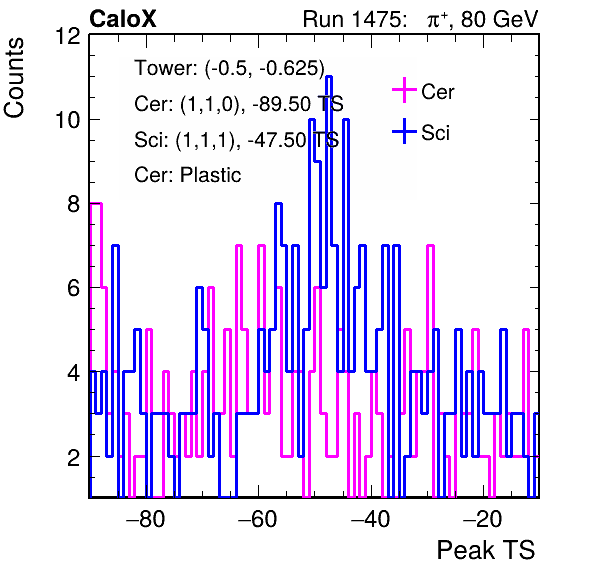 CaloX Run 1475: π⁺, 80 GeV
Counts
12
10
8
6
4
2
Tower: (-0.5, -0.625)
Cer: (1,1,0), -89.50 TS
Sci: (1,1,1), -47.50 TS
Cer: Plastic
Cer
Sci
−80 −60 −40 −20
Peak TS